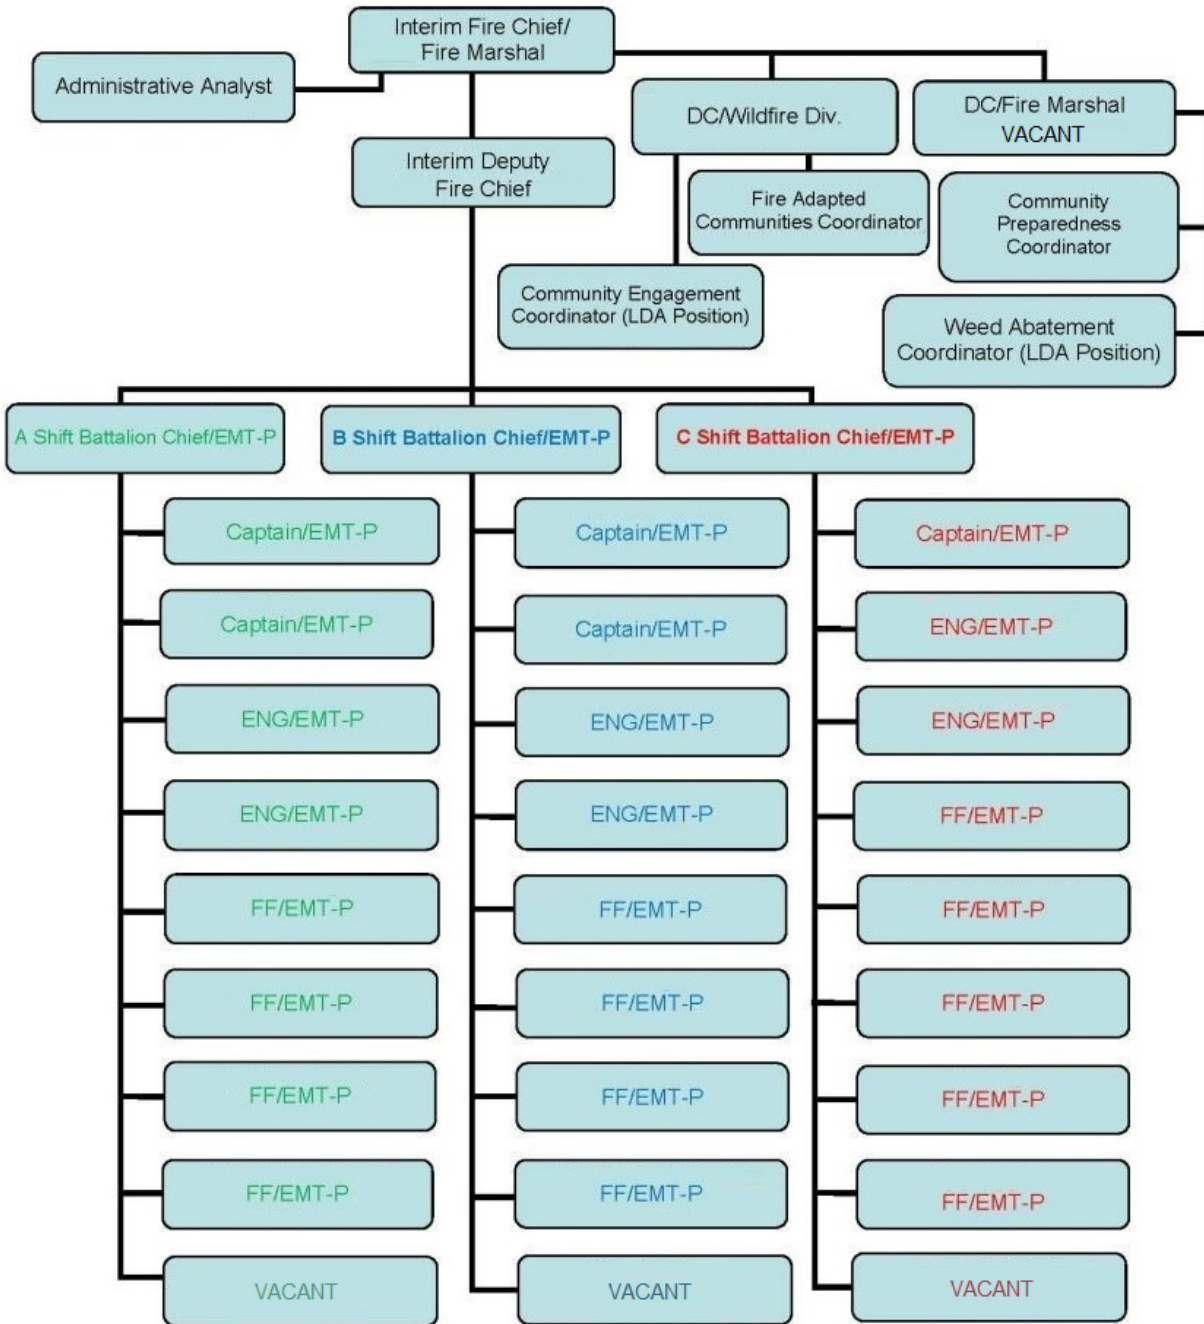 Interim Fire Chief/
Fire Marshal
Administrative Analyst
DC/Wildfire Div.
DC/Fire Marshal
VACANT
Interim Deputy
Fire Chief
Fire Adapted
Communities Coordinator
Community
Preparedness
Coordinator
Community Engagement
Coordinator (LDA Position)
Weed Abatement
Coordinator (LDA Position)
A Shift Battalion Chief/EMT-P
B Shift Battalion Chief/EMT-P
C Shift Battalion Chief/EMT-P
Captain/EMT-P
Captain/EMT-P
ENG/EMT-P
ENG/EMT-P
FF/EMT-P
FF/EMT-P
FF/EMT-P
FF/EMT-P
VACANT
Captain/EMT-P
Captain/EMT-P
ENG/EMT-P
ENG/EMT-P
FF/EMT-P
FF/EMT-P
FF/EMT-P
FF/EMT-P
VACANT
Captain/EMT-P
ENG/EMT-P
ENG/EMT-P
FF/EMT-P
FF/EMT-P
FF/EMT-P
FF/EMT-P
FF/EMT-P
VACANT